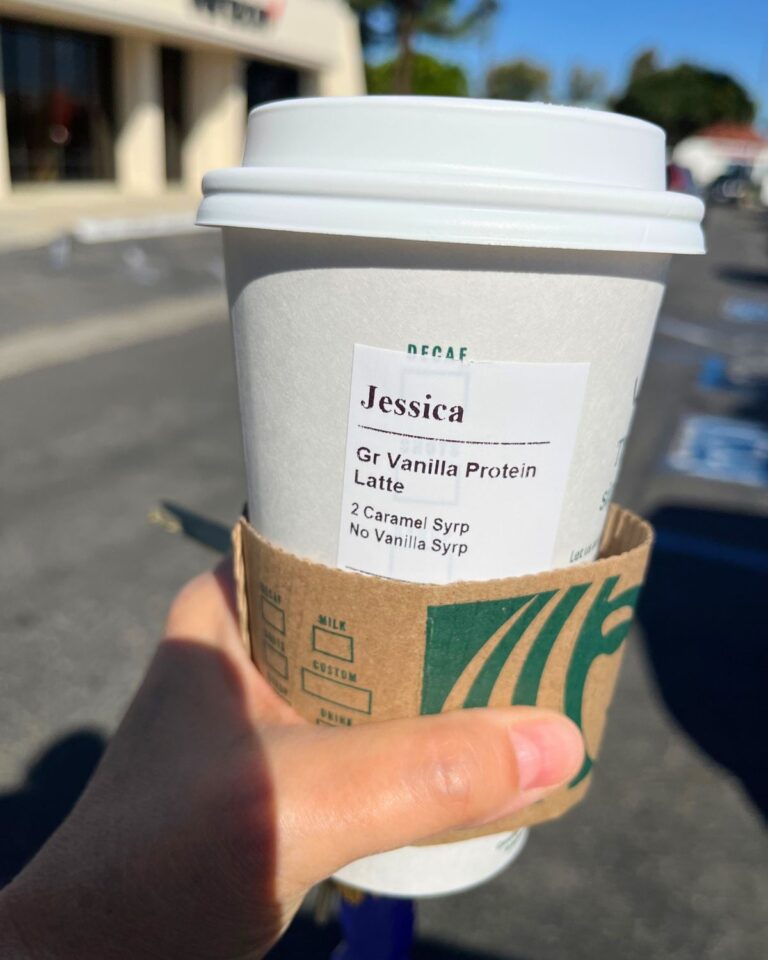 DECAF
Jessica
Gr Vanilla Protein
Latte
2 Caramel Syrp
No Vanilla Syrp
DECAF
MILK
CUSTOM
DRINK